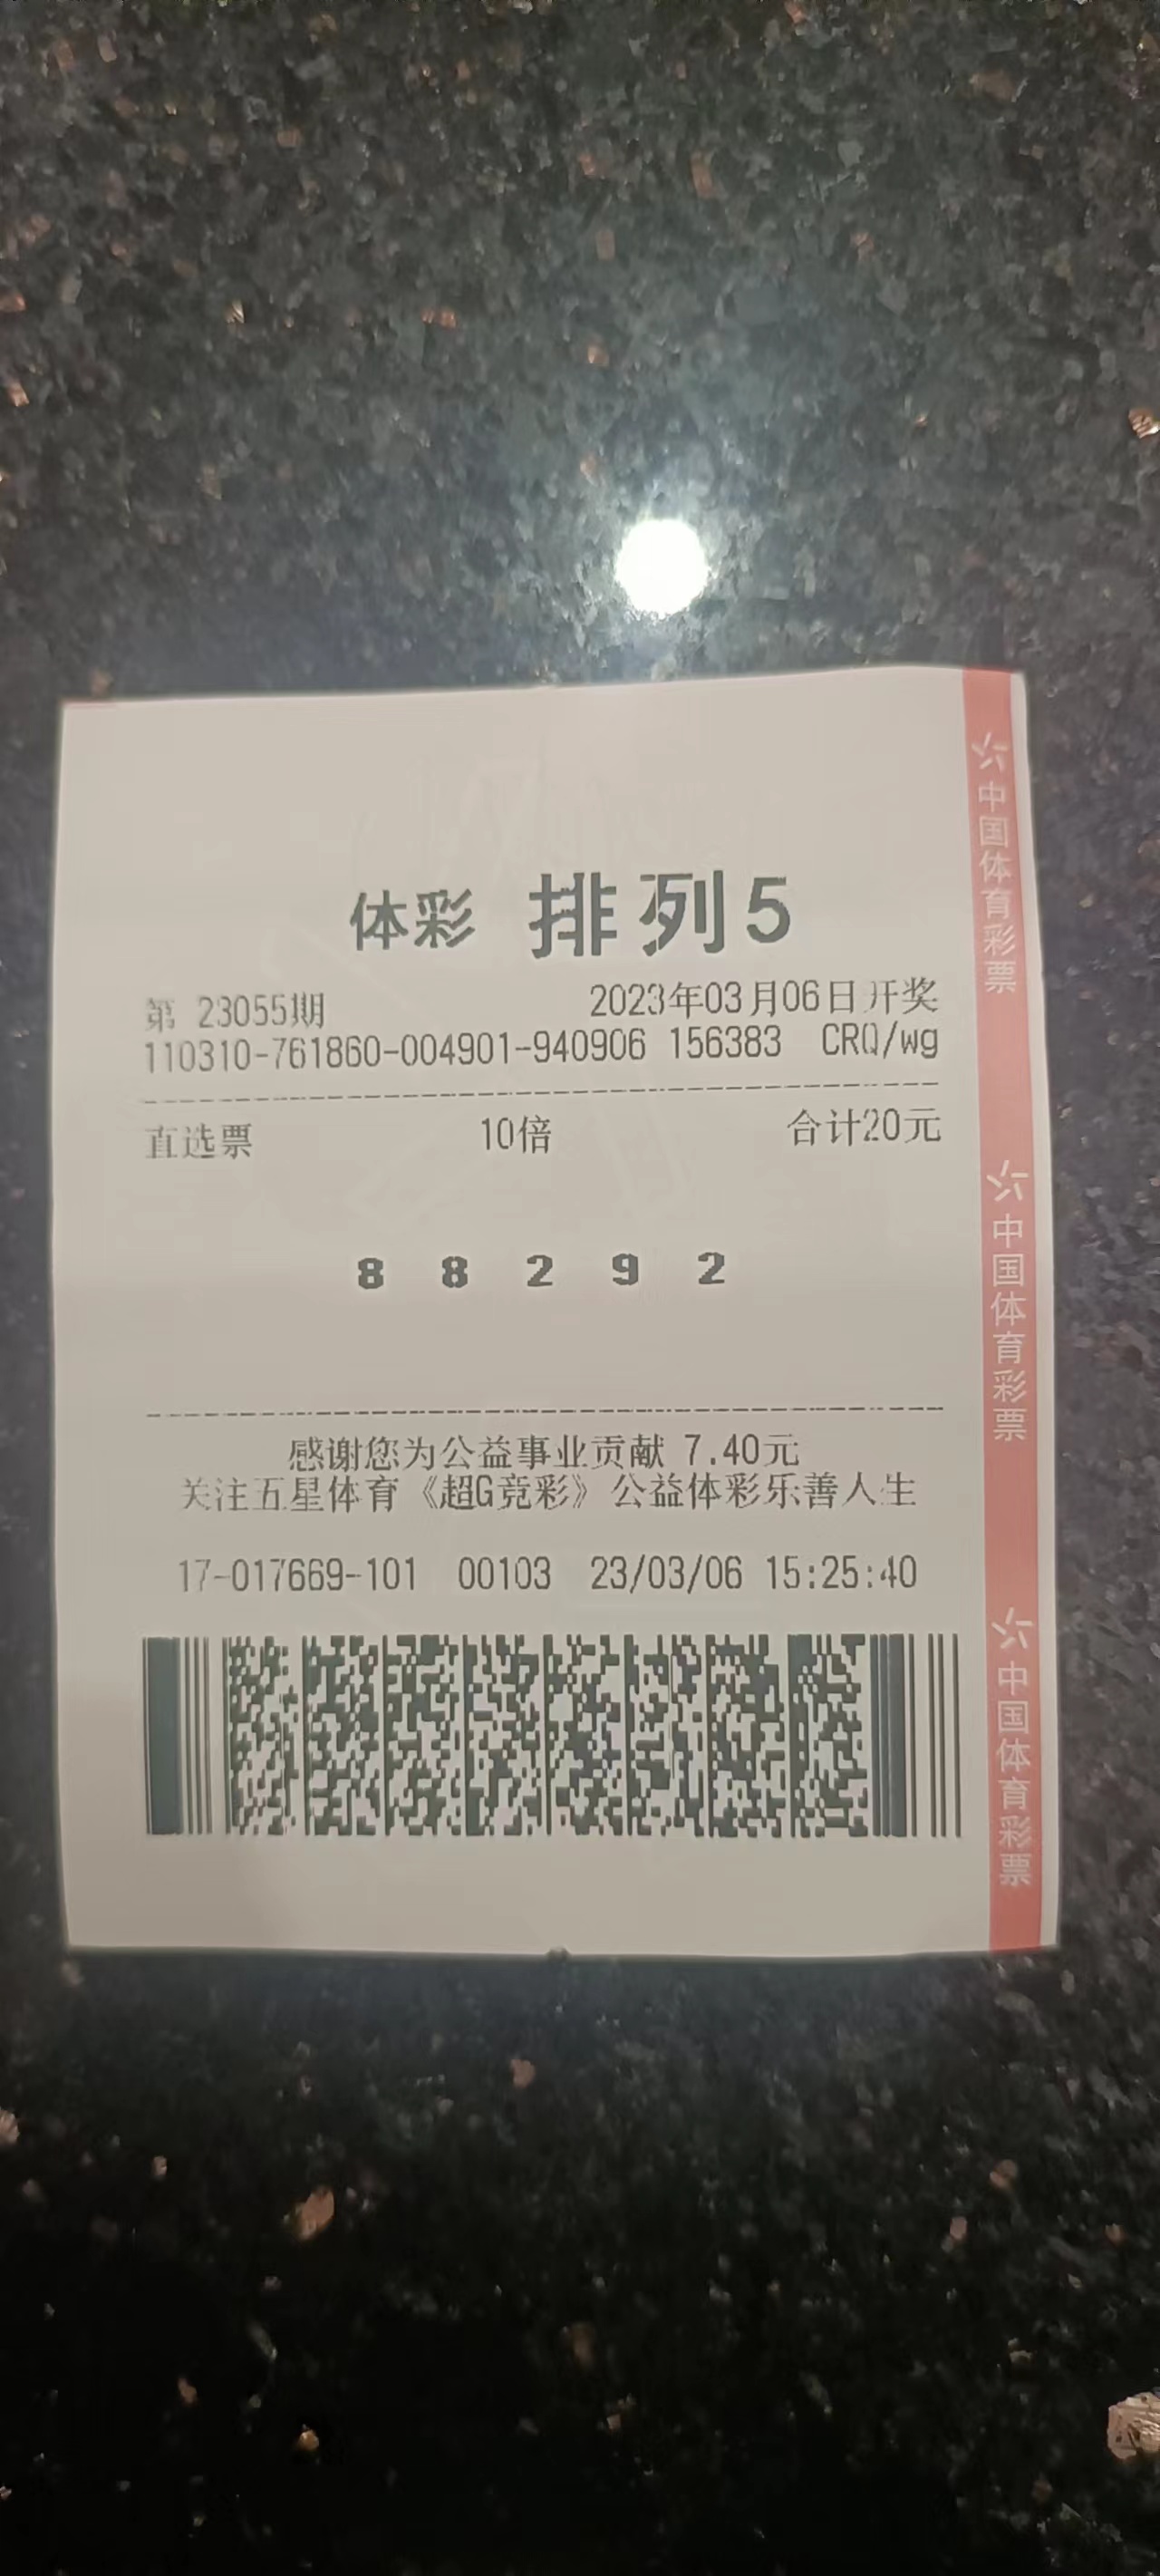 体彩 排列5
第 23055期 2023年03月06日开奖
110310-761860-004901-940906 156383 CRQ/wg
直选票 10倍 合计20元
8 8 2 9 2
感谢您为公益事业贡献 7.40元
关注五星体育《超G竞彩》公益体彩乐善人生
17-017669-101 00103 23/03/06 15:25:40
中国体育彩票
中国体育彩票
中国体育彩票